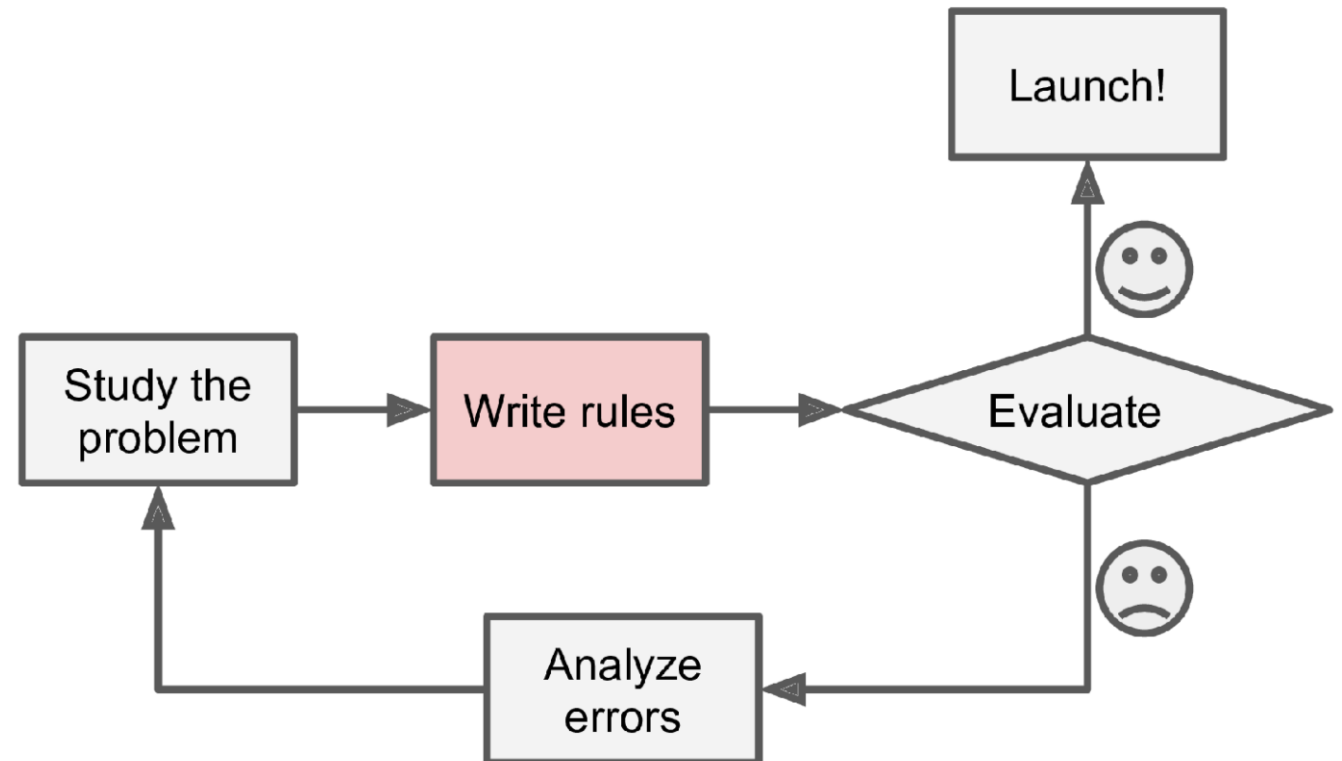 Launch!
Study the
problem
Write rules
Evaluate
Analyze
errors